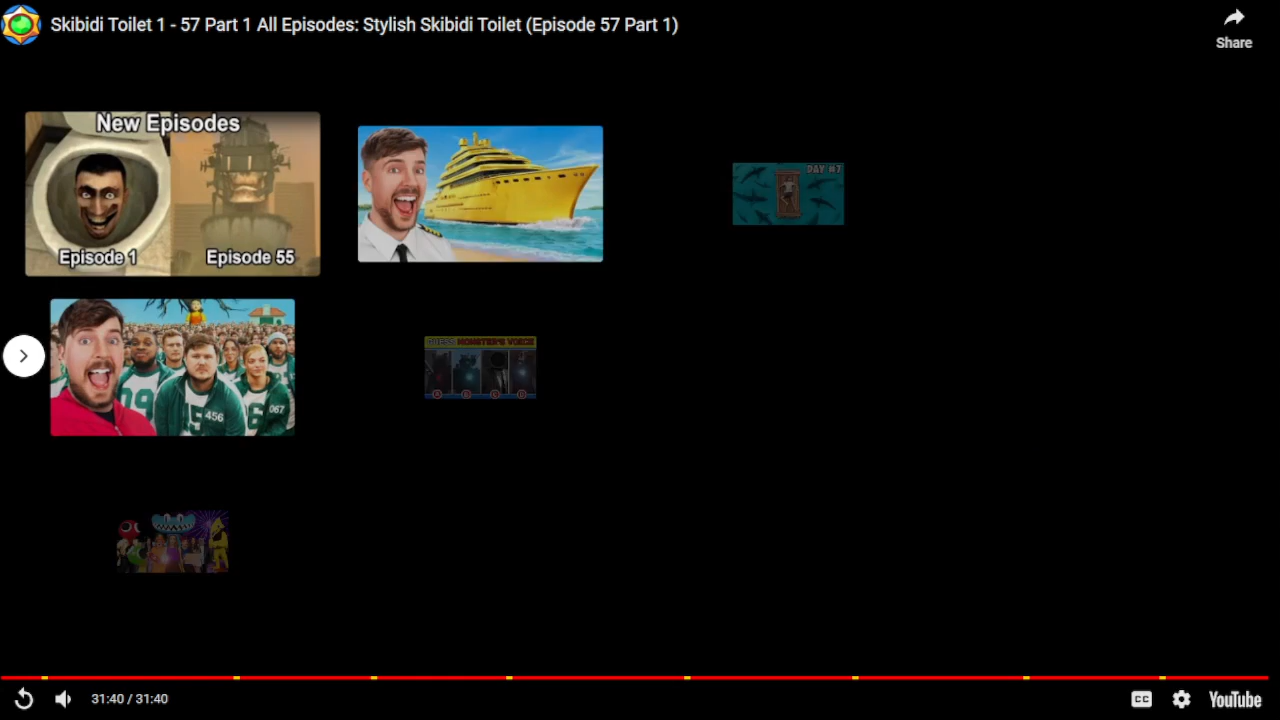 Skibidi Toilet 1 - 57 Part 1 All Episodes: Stylish Skibidi Toilet (Episode 57 Part 1)
Share
New Episodes
Episode 1
Episode 55
DAY #7
456
067
MONSTER'S VOICE
31:40 / 31:40
CC
YouTube